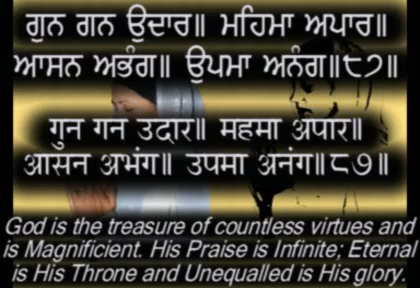 ਗੁਨ ਗਨ ਉਦਾਰ॥ ਮਹਿਮਾ ਅਪਾਰ॥
ਆਸਨ ਅਭੰਗ॥ ਉਪਮਾ ਅਨੰਗ॥੮੭॥
गुन गन उदार॥ महमा अपार॥
आसन अभंग॥ उपमा अनंग॥८७॥
God is the treasure of countless virtues and
is Magnificient. His Praise is Infinite; Eternal
is His Throne and Unequalled is His glory.